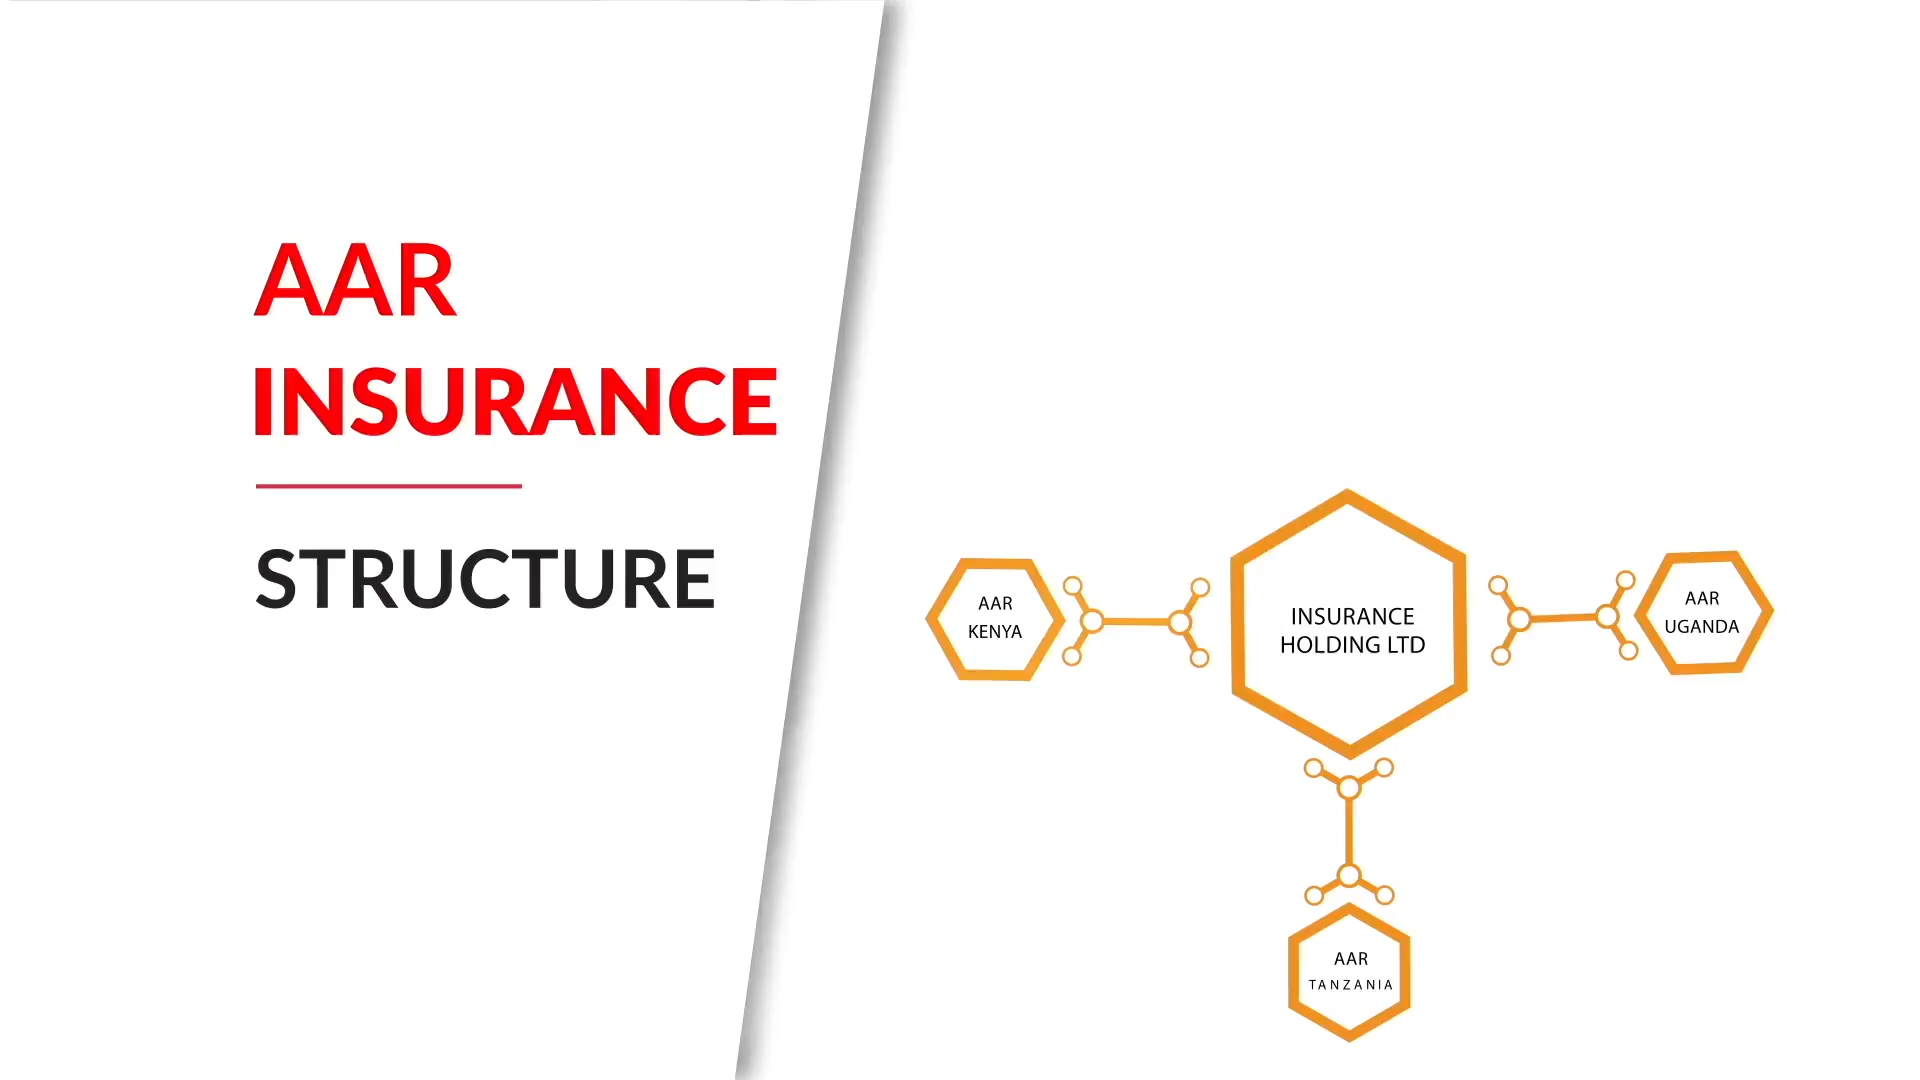 AAR
INSURANCE
STRUCTURE
AAR
KENYA
INSURANCE
HOLDING LTD
AAR
UGANDA
AAR
TANZANIA